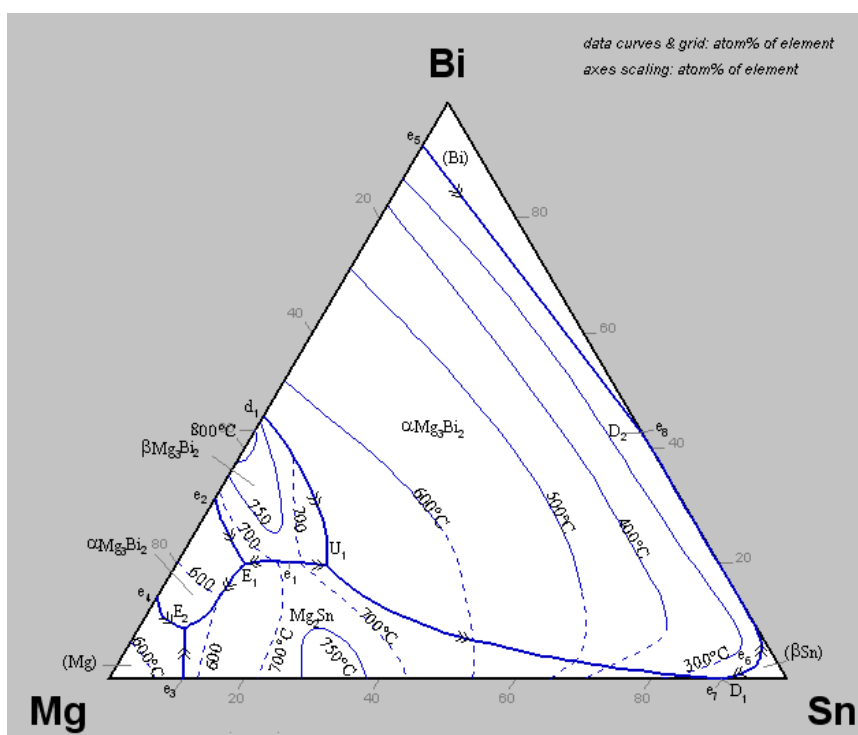 data curves & grid: atom% of element
axes scaling: atom% of element
Bi
e5
(Bi)
20
80
40
60
d1
αMg3Bi2
D2
e8
800°C
40
βMg3Bi2
600°C
500°C
400°C
e2
750
700
700
αMg3Bi2
80
U1
20
600
E1
e1
e4
E2
Mg2Sn
700°C
(Mg)
600°C
600
700°C
750°C
300°C
e6
(βSn)
Mg
e3
20
40
60
80
e7
D1
Sn